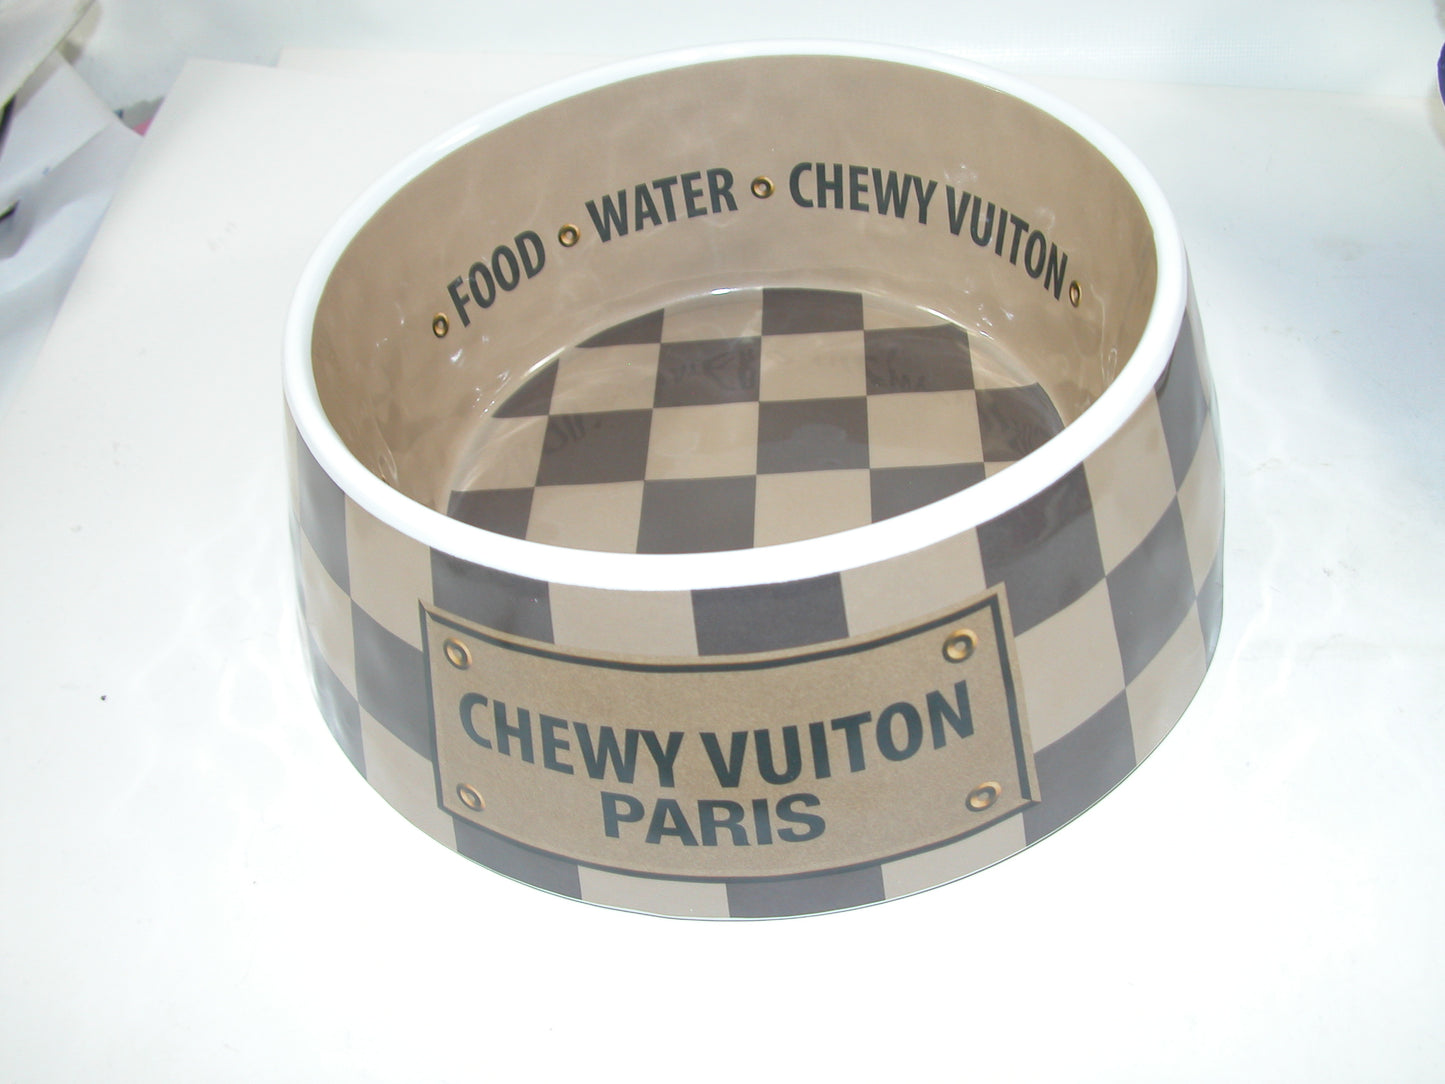 • FOOD • WATER • CHEWY VUITON •
CHEWY VUITON
PARIS